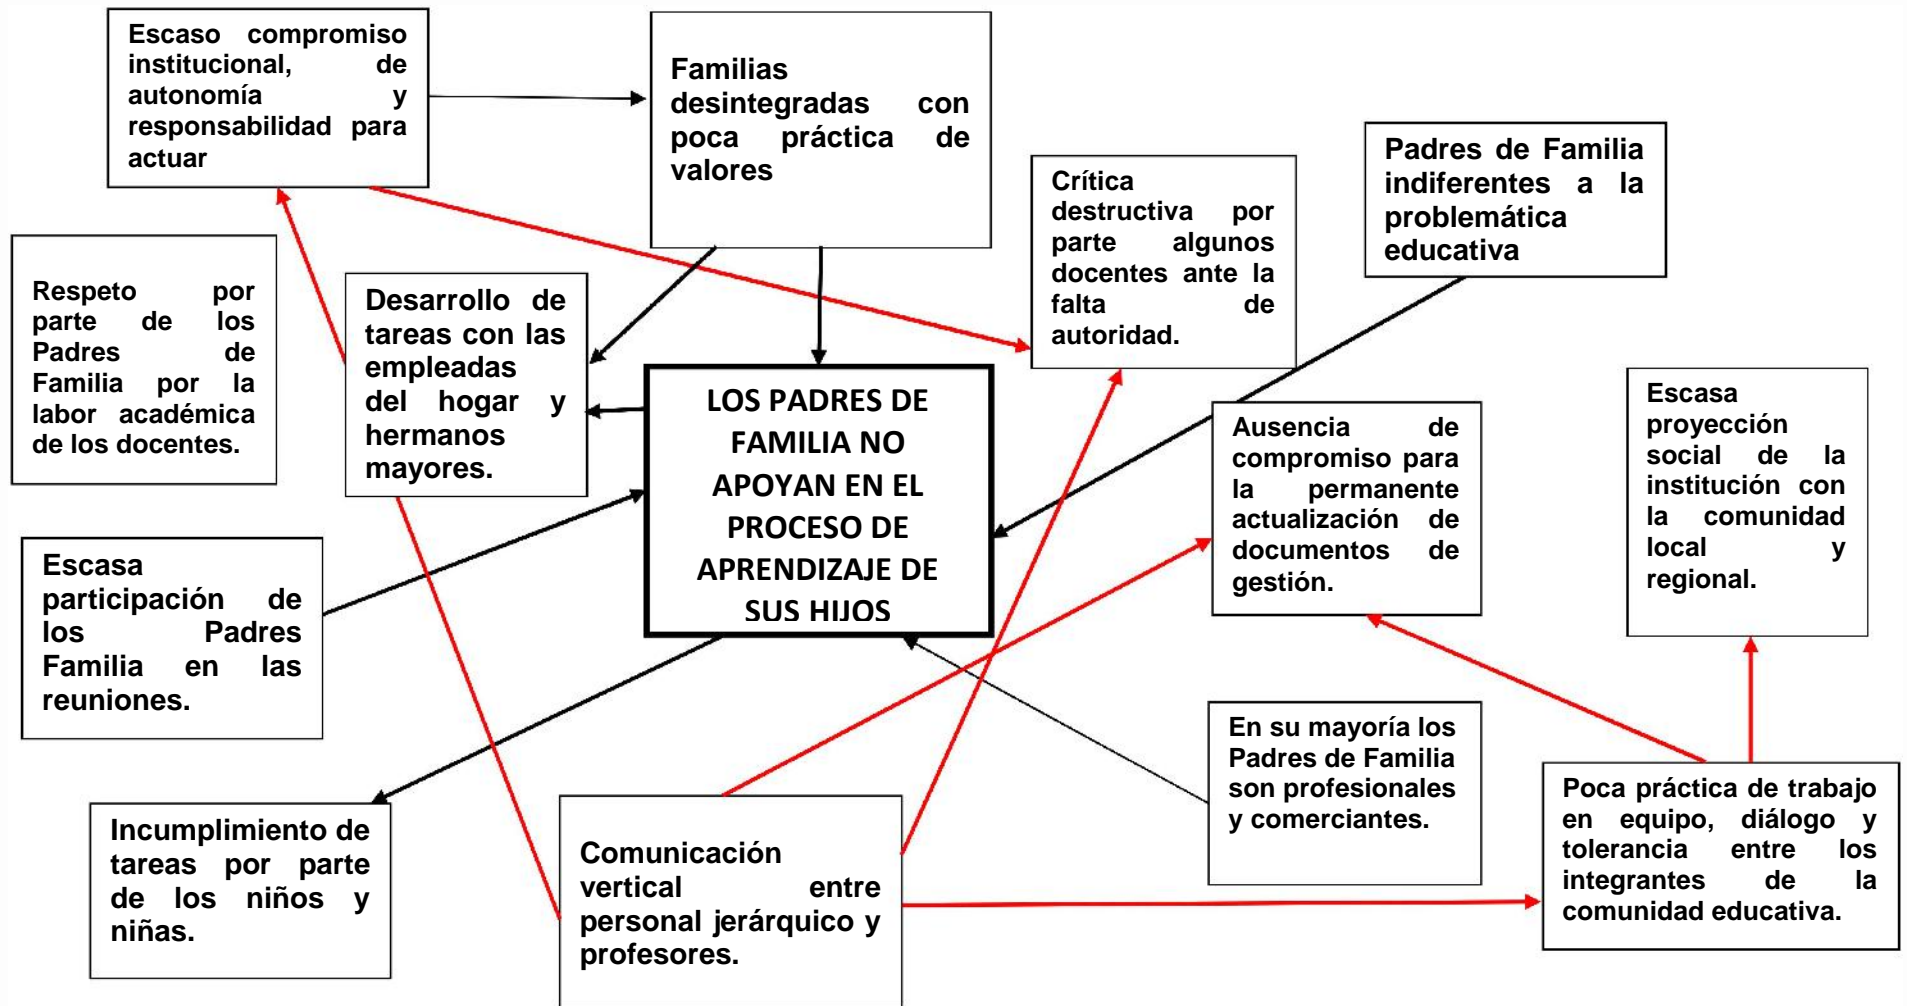 Escaso compromiso
institucional, de
autonomía y
responsabilidad para
actuar
Familias
desintegradas con
poca práctica de
valores
Crítica
destructiva por
parte algunos
docentes ante la
falta de
autoridad.
Padres de Familia
indiferentes a la
problemática
educativa
Respeto por
parte de los
Padres de
Familia por la
labor académica
de los docentes.
Desarrollo de
tareas con las
empleadas
del hogar y
hermanos
mayores.
LOS PADRES DE
FAMILIA NO
APOYAN EN EL
PROCESO DE
APRENDIZAJE DE
SUS HIJOS
Ausencia de
compromiso para
la permanente
actualización de
documentos de
gestión.
Escasa
proyección
social de la
institución con
la comunidad
local y
regional.
Escasa
participación de
los Padres
Familia en las
reuniones.
En su mayoría los
Padres de Familia
son profesionales
y comerciantes.
Incumplimiento de
tareas por parte
de los niños y
niñas.
Comunicación
vertical entre
personal jerárquico y
profesores.
Poca práctica de trabajo
en equipo, diálogo y
tolerancia entre los
integrantes de la
comunidad educativa.